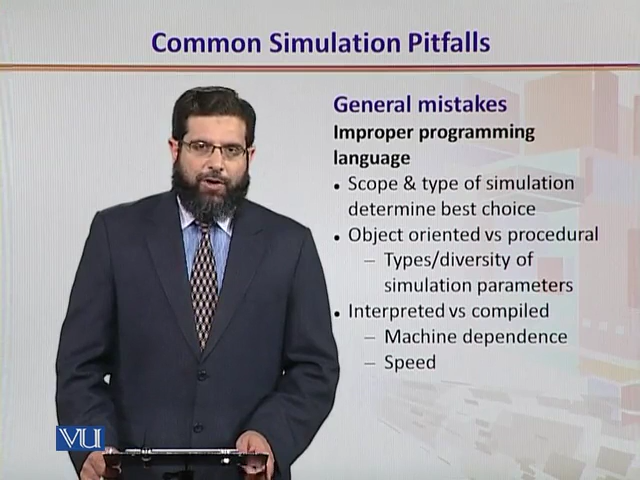 Common Simulation Pitfalls
General mistakes
Improper programming
language
• Scope & type of simulation
determine best choice
• Object oriented vs procedural
– Types/diversity of
simulation parameters
• Interpreted vs compiled
– Machine dependence
– Speed
VU